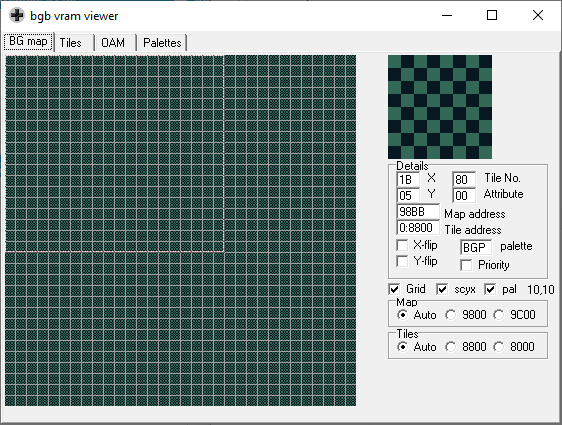 bgb vram viewer
BG map Tiles OAM Palettes
Details
1B X 80 Tile No.
05 Y 00 Attribute
98BB Map address
0:8800 Tile address
X-flip BGP palette
Y-flip Priority
Grid scyx pal 10,10
Map
Auto 9800 9C00
Tiles
Auto 8800 8000